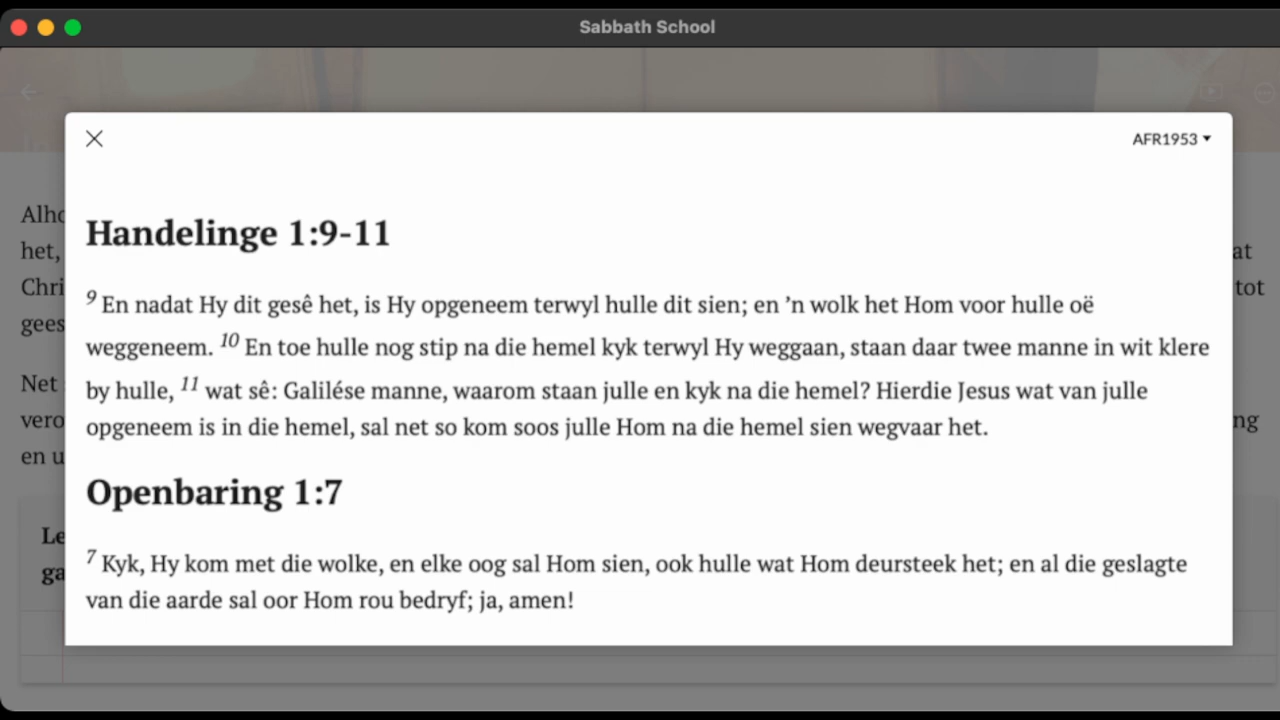 Sabbath School
AFR1953
Handelinge 1:9-11
9 En nadat Hy dit gesê het, is Hy opgeneem terwyl hulle dit sien; en ’n wolk het Hom voor hulle oë
weggeneem. 10 En toe hulle nog stip na die hemel kyk terwyl Hy weggaan, staan daar twee manne in wit klere
by hulle, 11 wat sê: Galilése manne, waarom staan julle en kyk na die hemel? Hierdie Jesus wat van julle
opgeneem is in die hemel, sal net so kom soos julle Hom na die hemel sien wegvaar het.
Openbaring 1:7
7 Kyk, Hy kom met die wolke, en elke oog sal Hom sien, ook hulle wat Hom deursteek het; en al die geslagte
van die aarde sal oor Hom rou bedryf; ja, amen!
het,
tot
Net
en